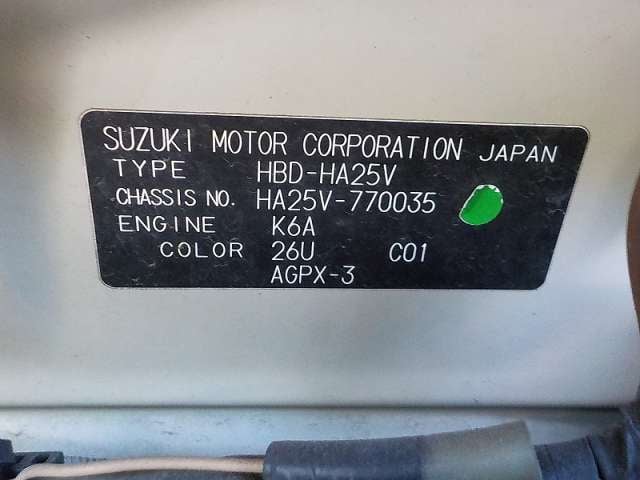 SUZUKI MOTOR CORPORATION JAPAN
TYPE HBD-HA25V
CHASSIS NO. HA25V-770035
ENGINE K6A
COLOR 26U C01
AGPX-3